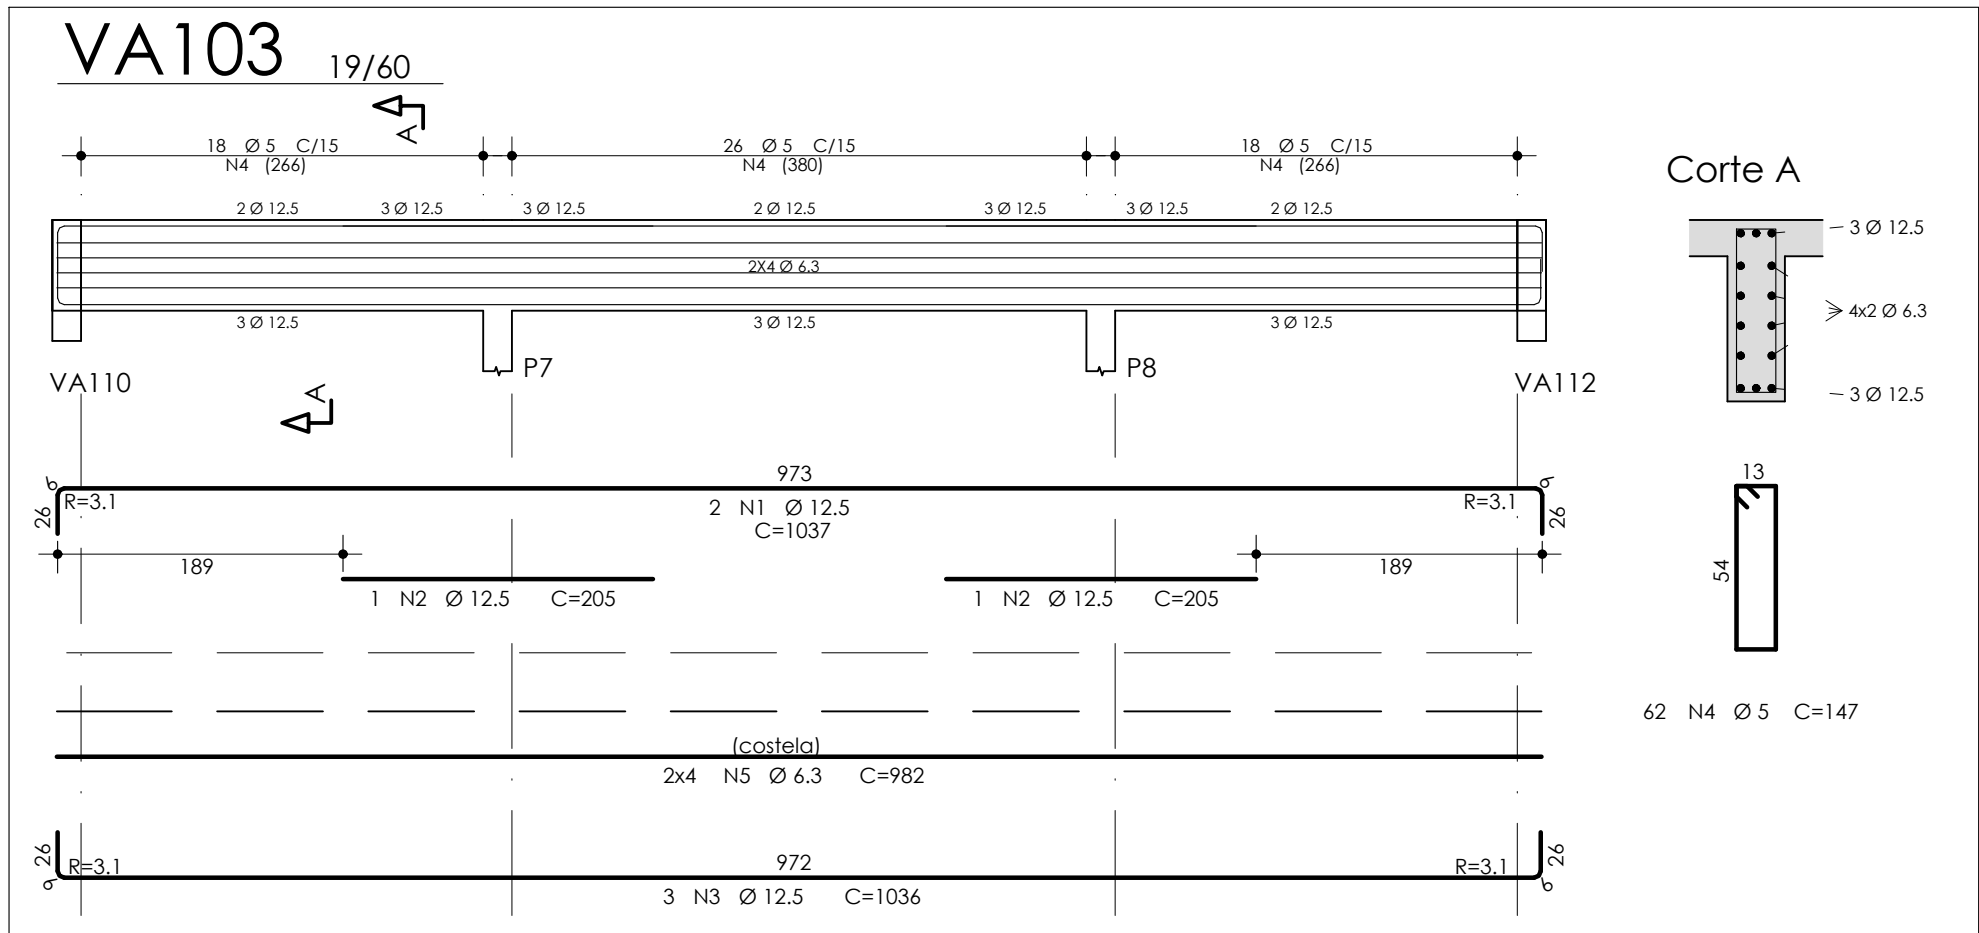 VA103 19/60
A
18 Ø 5 C/15 26 Ø 5 C/15 18 Ø 5 C/15
N4 (266) N4 (380) N4 (266)
Corte A
2 Ø 12.5 3 Ø 12.5 3 Ø 12.5 2 Ø 12.5 3 Ø 12.5 3 Ø 12.5 2 Ø 12.5
3 Ø 12.5
2X4 Ø 6.3
4x2 Ø 6.3
3 Ø 12.5 3 Ø 12.5 3 Ø 12.5
P7 P8
VA110 VA112
A
3 Ø 12.5
973
13
9 9
R=3.1 R=3.1
26 26
2 N1 Ø 12.5
C=1037
189 189
54
1 N2 Ø 12.5 C=205 1 N2 Ø 12.5 C=205
62 N4 Ø 5 C=147
(costela)
2x4 N5 Ø 6.3 C=982
26 26
R=3.1 972 R=3.1
9 9
3 N3 Ø 12.5 C=1036